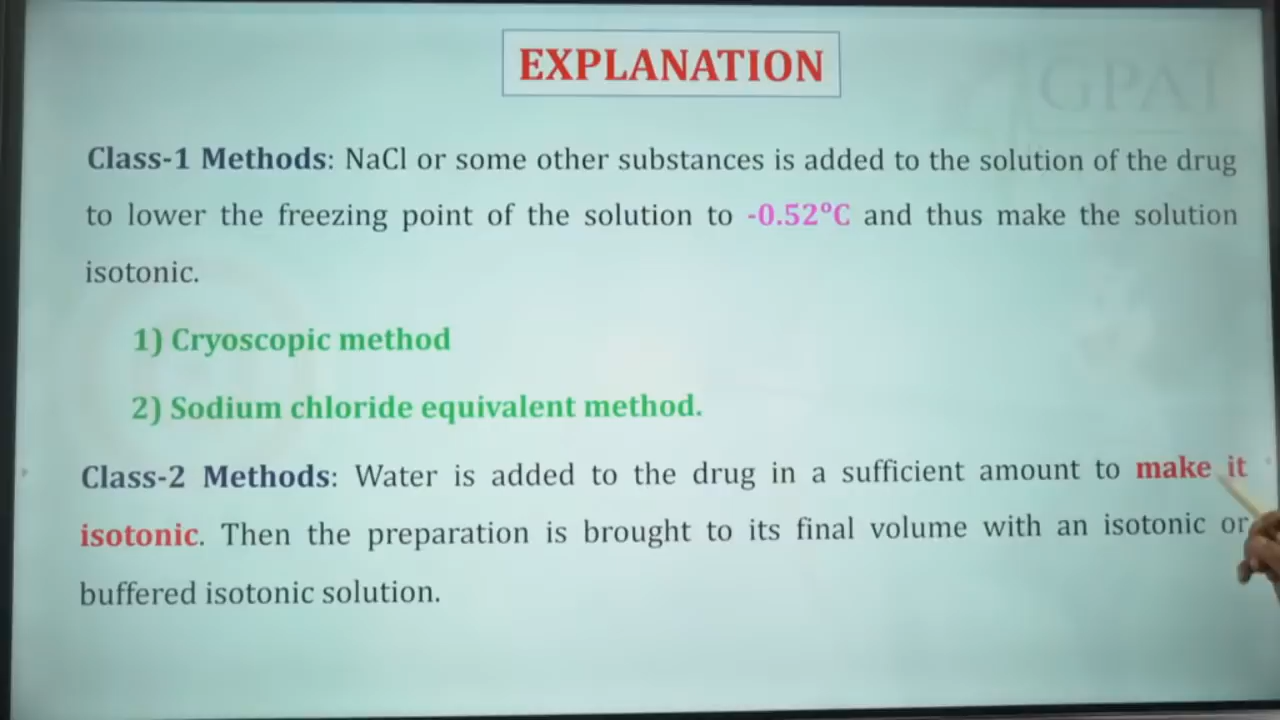 EXPLANATION
GPAT
Class-1 Methods: NaCl or some other substances is added to the solution of the drug
to lower the freezing point of the solution to -0.52°C and thus make the solution
isotonic.
1) Cryoscopic method
2) Sodium chloride equivalent method.
Class-2 Methods: Water is added to the drug in a sufficient amount to make it
isotonic. Then the preparation is brought to its final volume with an isotonic or
buffered isotonic solution.